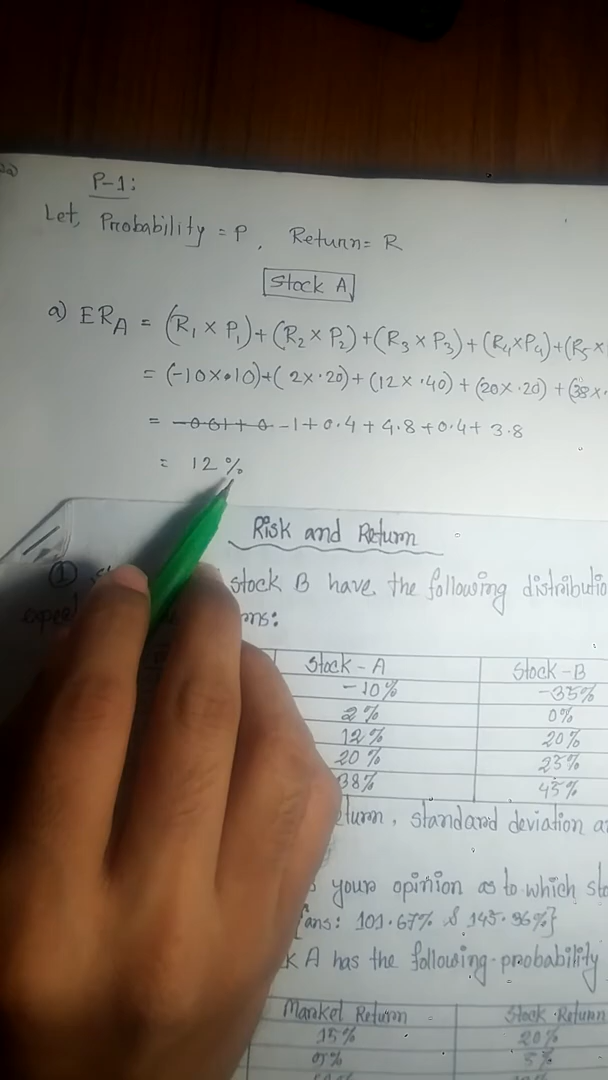 P-1:
Let, Probability = P, Return = R
Stock A
a) ER_A = (R₁ × P₁) + (R₂ × P₂) + (R₃ × P₃) + (R₄ × P₄) + (R₅ ×
= (-10×.10) + (2×.20) + (12×.40) + (20×.20) + (38×.
= -1 + 0.4 + 4.8 + 0.4 + 3.8
= 12%
Risk and Return
① stock B have the following
Stock-A Stock-B
-10% -35%
2% 0%
12% 20%
20% 25%
38% 45%
standard deviation
your opinion as to which
[ans: 101.67% & 145.96%}
A has the following probability
Market Return Stock Return
15% 20%
5%